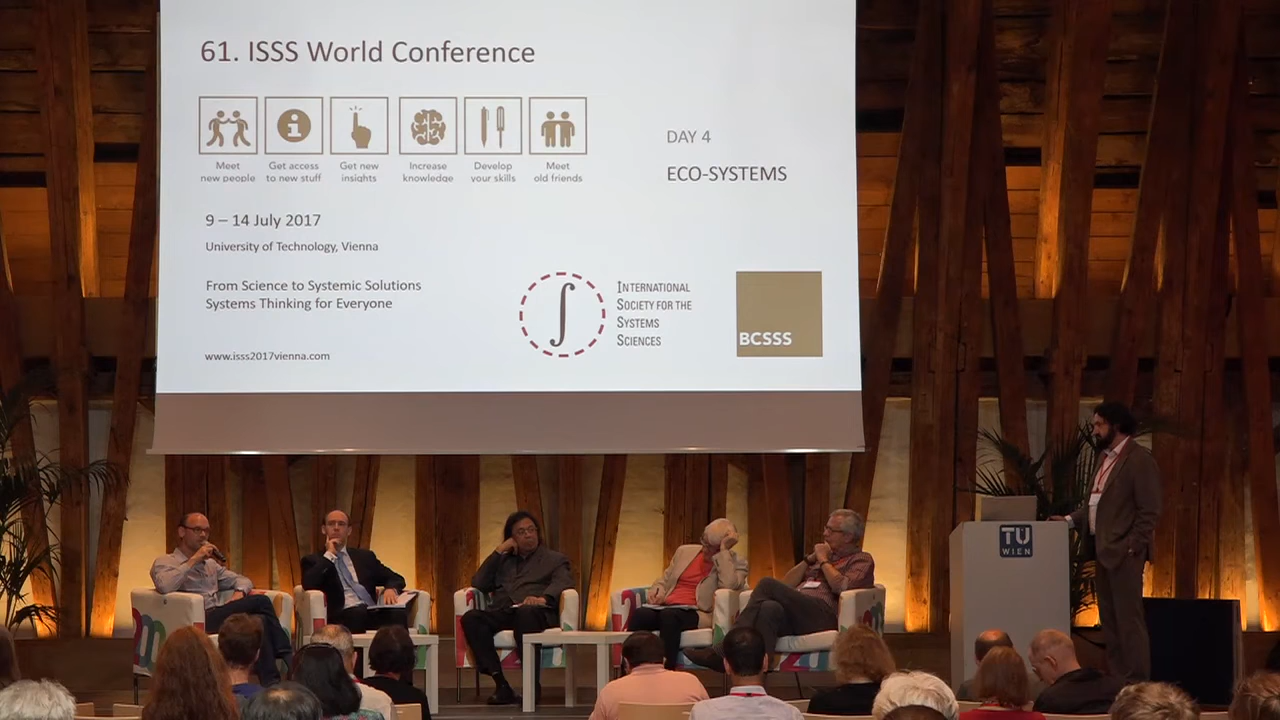 61. ISSS World Conference
Meet
new people
Get access
to new stuff
Get new
insights
Increase
knowledge
Develop
your skills
Meet
old friends
DAY 4
ECO-SYSTEMS
9 – 14 July 2017
University of Technology, Vienna
From Science to Systemic Solutions
Systems Thinking for Everyone
INTERNATIONAL
SOCIETY FOR THE
SYSTEMS
SCIENCES
BCSSS
www.isss2017vienna.com
TU
WIEN